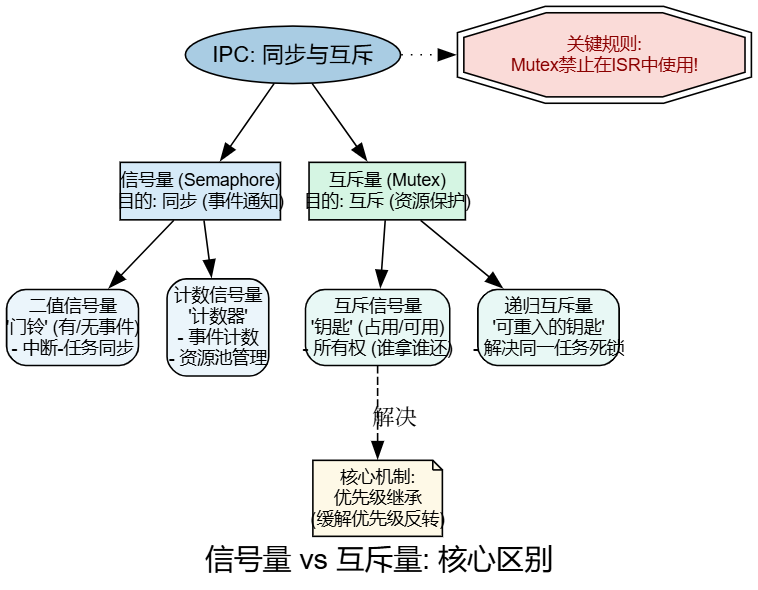 IPC: 同步与互斥
关键规则:
Mutex禁止在ISR中使用!
信号量 (Semaphore)
目的: 同步 (事件通知)
互斥量 (Mutex)
目的: 互斥 (资源保护)
二值信号量
'门铃' (有/无事件)
- 中断-任务同步
计数信号量
'计数器'
- 事件计数
- 资源池管理
互斥信号量
'钥匙' (占用/可用)
- 所有权 (谁拿谁还)
递归互斥量
'可重入的钥匙'
- 解决同一任务死锁
解决
核心机制:
优先级继承
(缓解优先级反转)
信号量 vs 互斥量: 核心区别